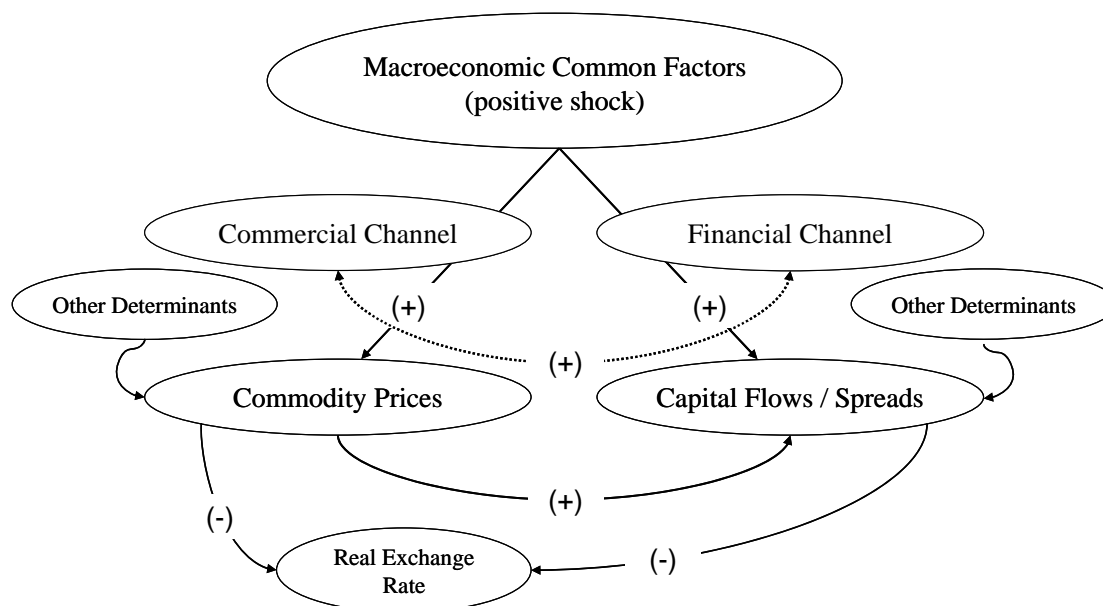 Macroeconomic Common Factors
(positive shock)
Commercial Channel
Financial Channel
Other Determinants
(+)
(+)
Other Determinants
(+)
Commodity Prices
Capital Flows / Spreads
(+)
(-)
(-)
Real Exchange
Rate